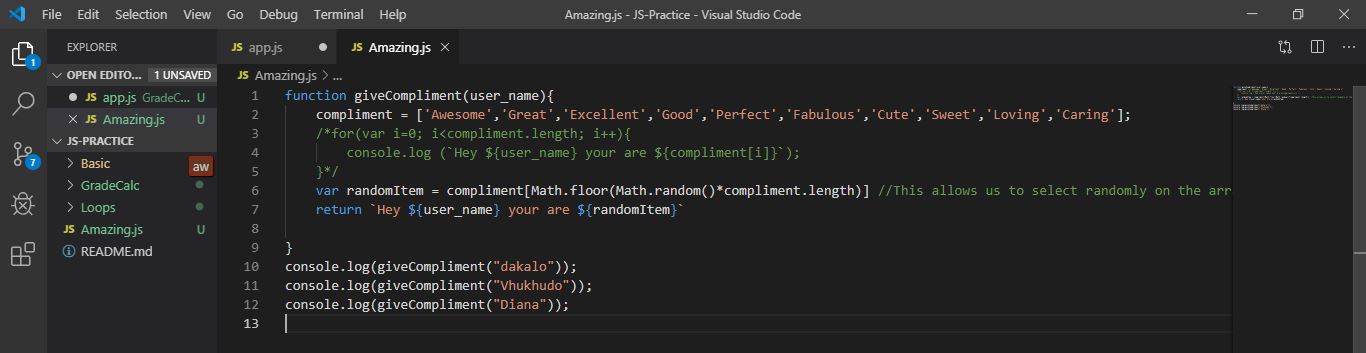 File Edit Selection View Go Debug Terminal Help Amazing.js - JS-Practice - Visual Studio Code
EXPLORER
JS app.js
JS Amazing.js
OPEN EDITO... 1 UNSAVED
JS app.js GradeC... U
JS Amazing.js U
JS-PRACTICE
Basic
aw
GradeCalc
Loops
JS Amazing.js U
README.md
1
7
JS Amazing.js > ...
1 function giveCompliment(user_name){
2 compliment = ['Awesome','Great','Excellent','Good','Perfect','Fabulous','Cute','Sweet','Loving','Caring'];
3 /*for(var i=0; i<compliment.length; i++){
4 console.log (`Hey ${user_name} your are ${compliment[i]}`);
5 }*/
6 var randomItem = compliment[Math.floor(Math.random()*compliment.length)] //This allows us to select randomly on the arr
7 return `Hey ${user_name} your are ${randomItem}`
8
9 }
10 console.log(giveCompliment("dakalo"));
11 console.log(giveCompliment("Vhukhudo"));
12 console.log(giveCompliment("Diana"));
13